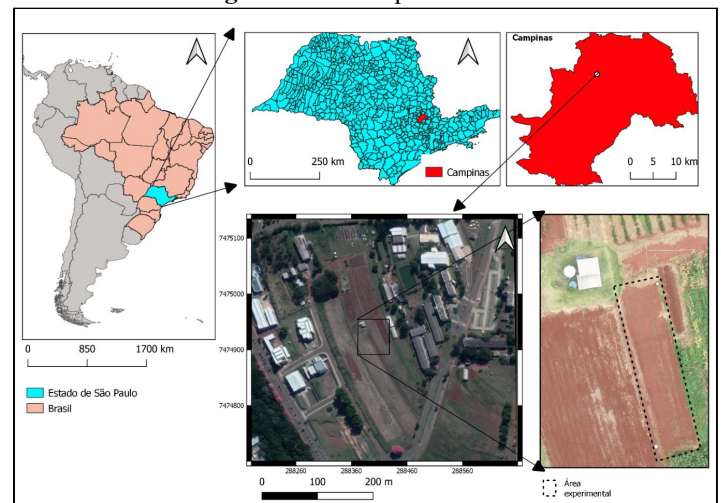 Campinas
0 250 km
Campinas
0 5 10 km
0 850 1700 km
Estado de São Paulo
Brasil
7475100
7475000
7474900
7474800
288260 288360 288460 288560
0 100 200 m
Área
experimental